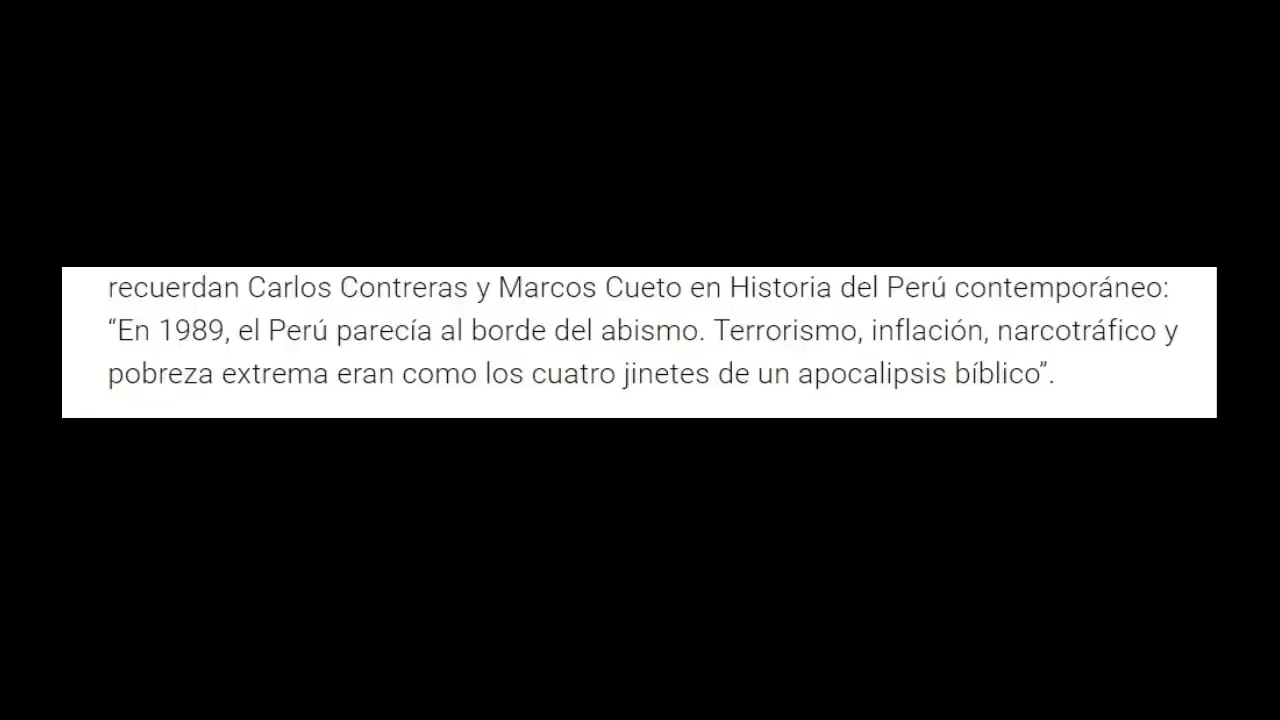 recuerdan Carlos Contreras y Marcos Cueto en Historia del Perú contemporáneo:
“En 1989, el Perú parecía al borde del abismo. Terrorismo, inflación, narcotráfico y
pobreza extrema eran como los cuatro jinetes de un apocalipsis bíblico”.